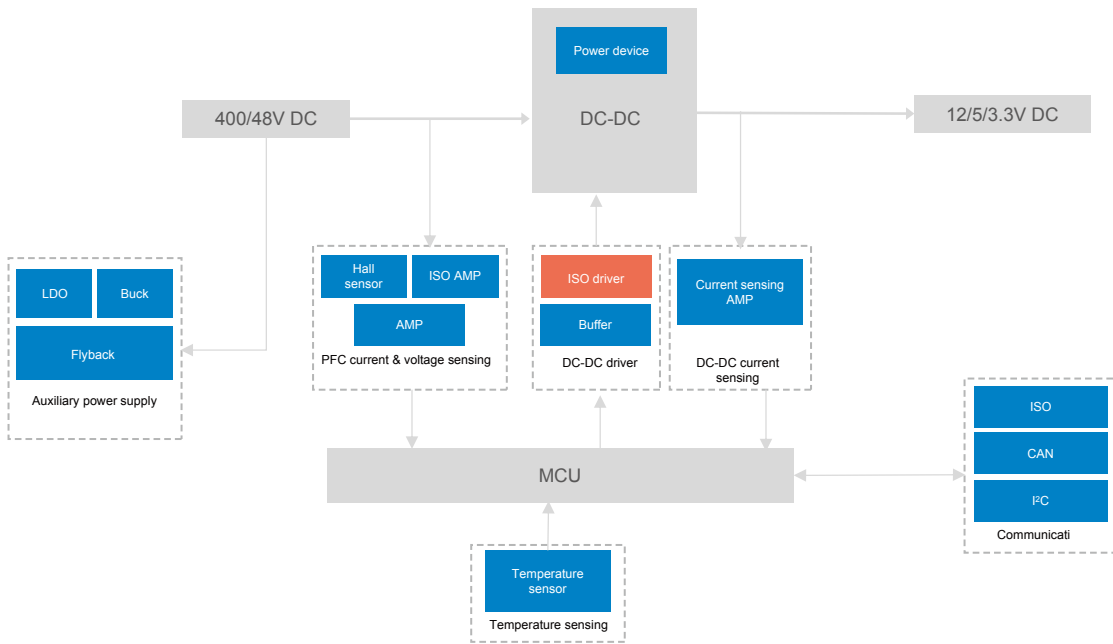 Power device
400/48V DC
DC-DC
12/5/3.3V DC
LDO
Buck
Flyback
Auxiliary power supply
Hall
sensor
ISO AMP
AMP
PFC current & voltage sensing
ISO driver
Buffer
DC-DC driver
Current sensing
AMP
DC-DC current
sensing
MCU
ISO
CAN
I²C
Communicati
Temperature
sensor
Temperature sensing